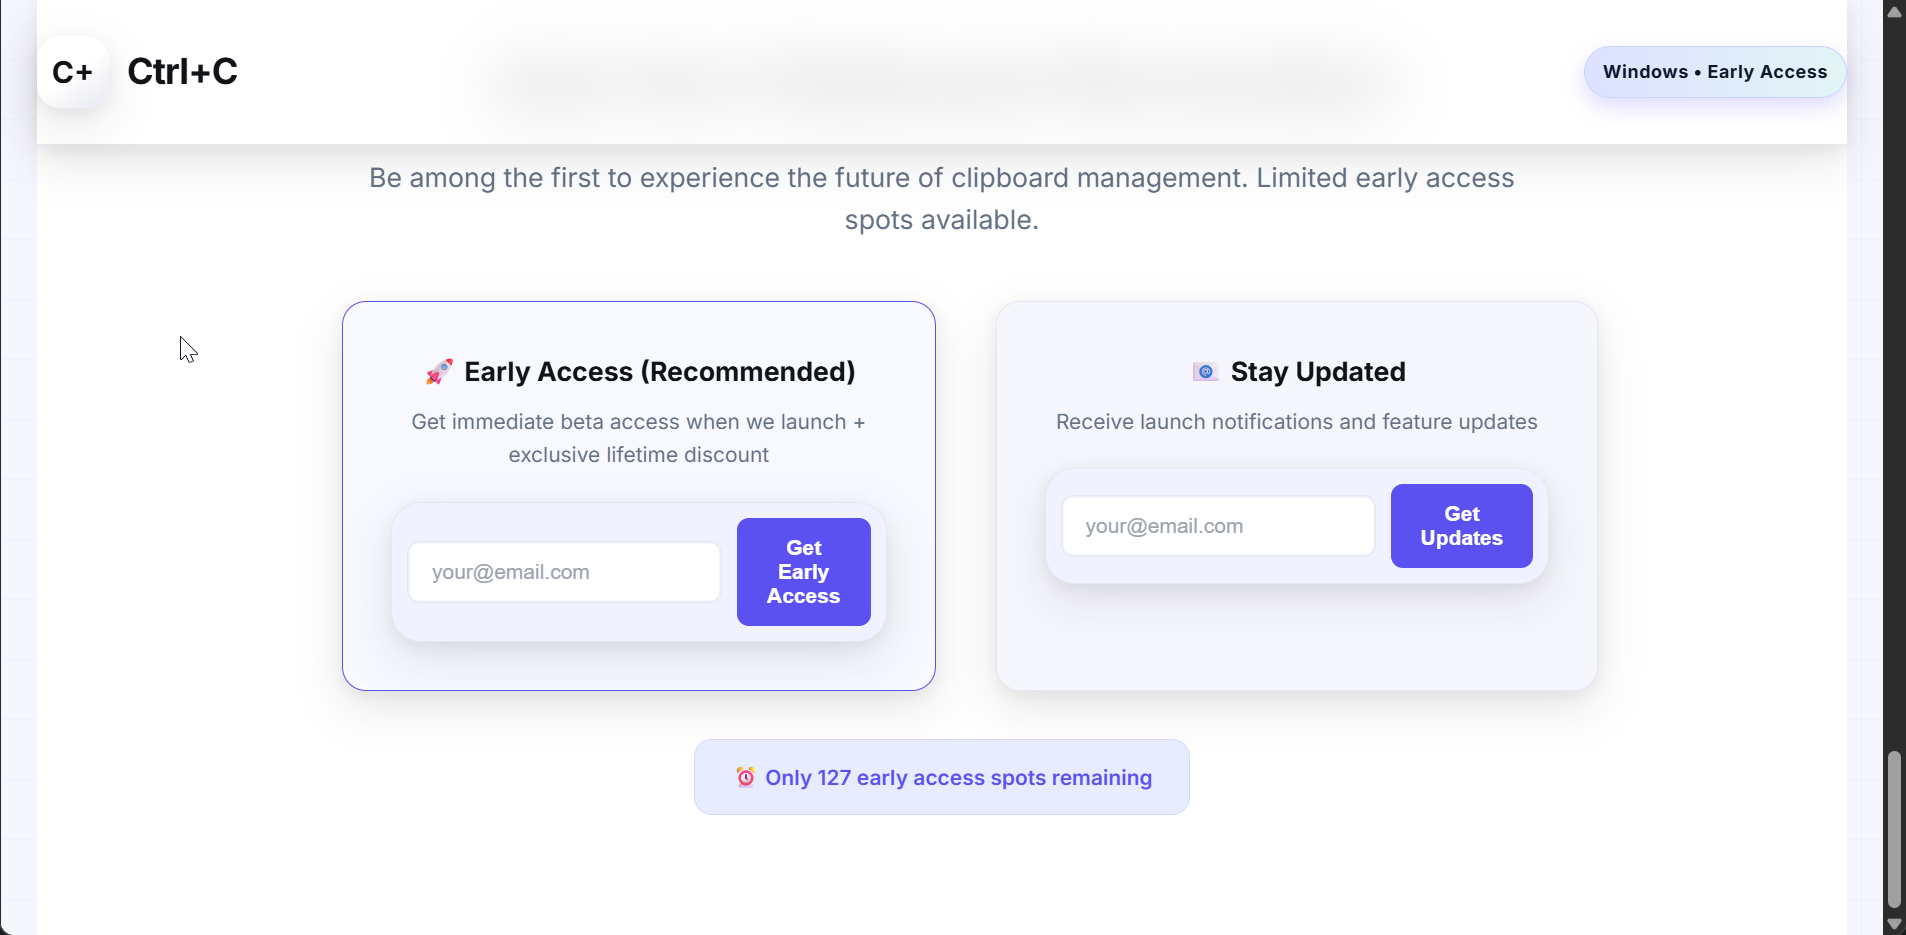 C+
Ctrl+C
Windows • Early Access
Be among the first to experience the future of clipboard management. Limited early access
spots available.
🚀 Early Access (Recommended)
Get immediate beta access when we launch +
exclusive lifetime discount
your@email.com
Get
Early
Access
📧 Stay Updated
Receive launch notifications and feature updates
your@email.com
Get
Updates
⏰ Only 127 early access spots remaining